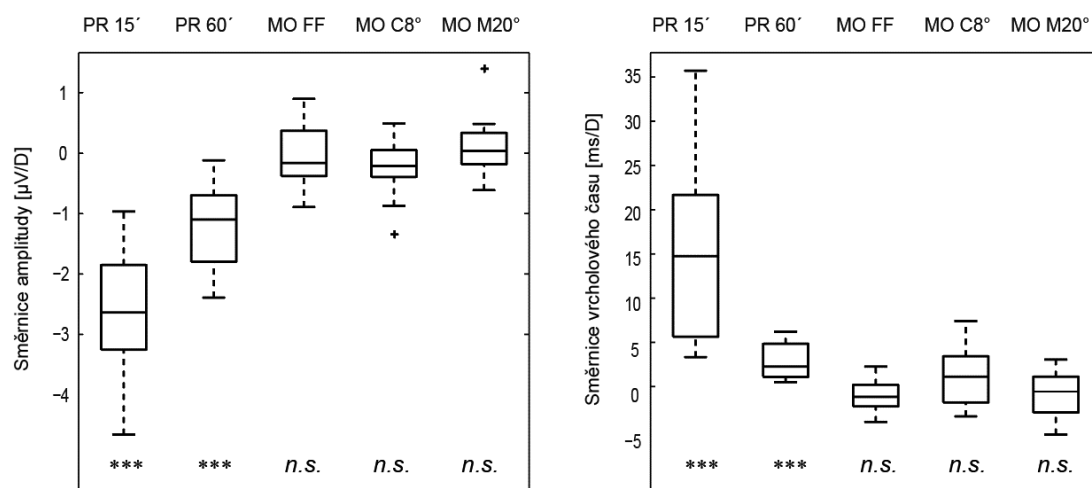 PR 15´ PR 60´ MO FF MO C8° MO M20°
Směrnice amplitudy [µV/D]
1
0
−1
−2
−3
−4
*** *** n.s. n.s. n.s.
PR 15´ PR 60´ MO FF MO C8° MO M20°
Směrnice vrcholového času [ms/D]
35
30
25
20
15
10
5
0
−5
*** *** n.s. n.s. n.s.